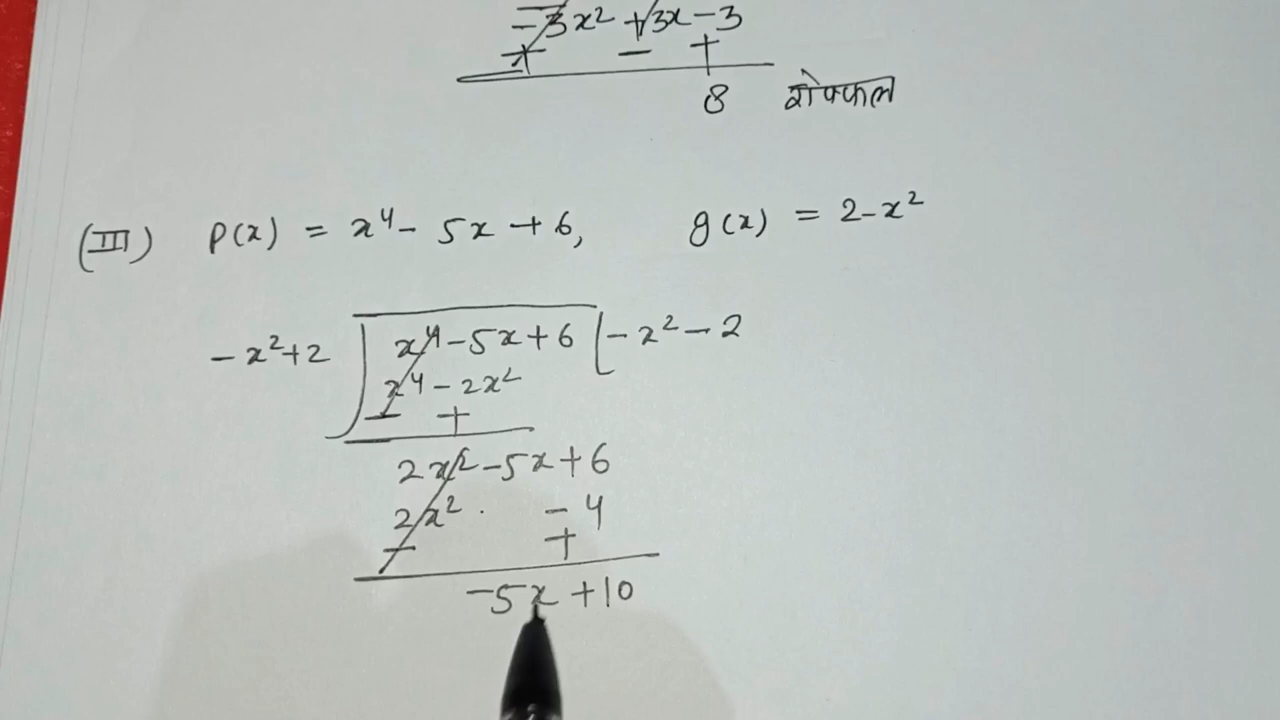 -3x² +3x-3
+ - +
8 शेषफल
(III) P(x) = x⁴- 5x + 6, g(x) = 2-x²
-x²+2 x⁴-5x+6 -x²-2
x⁴-2x²
- +
2x²-5x+6
2x² . -4
- +
-5x+10